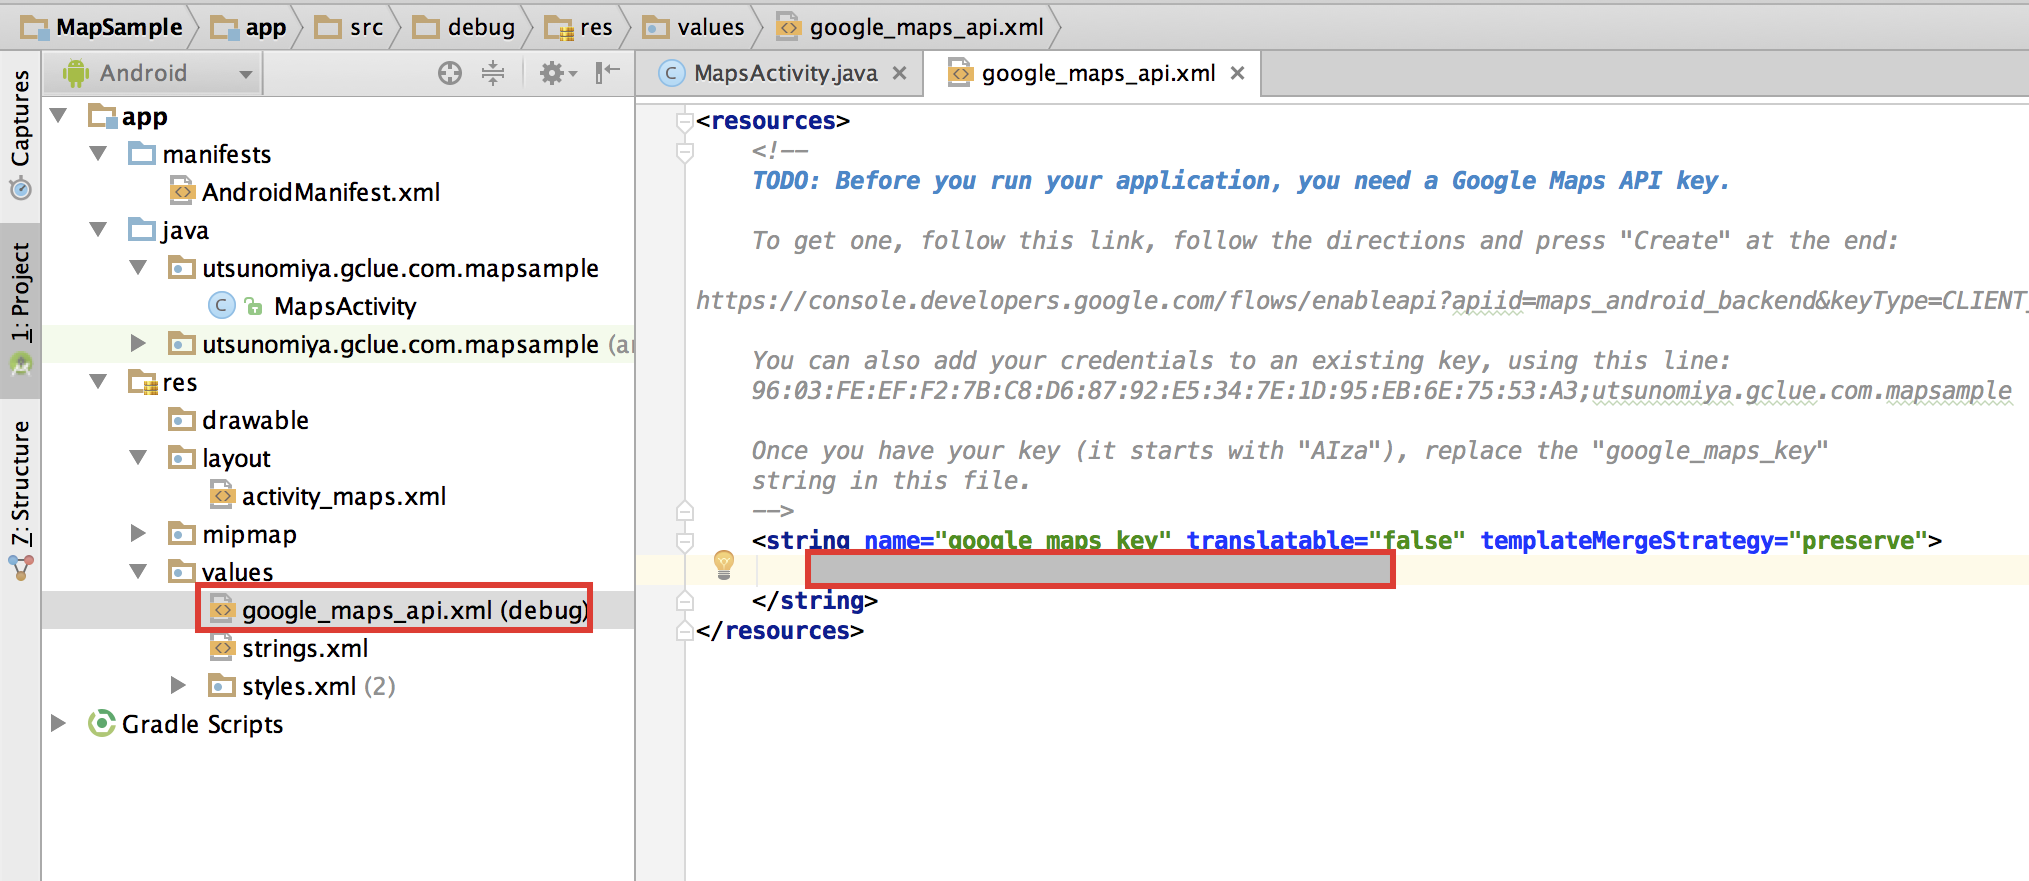 MapSample app src debug res values google_maps_api.xml
Captures
1: Project
7: Structure
Android
app
manifests
AndroidManifest.xml
java
utsunomiya.gclue.com.mapsample
MapsActivity
utsunomiya.gclue.com.mapsample
res
drawable
layout
activity_maps.xml
mipmap
values
google_maps_api.xml (debug)
strings.xml
styles.xml (2)
Gradle Scripts
MapsActivity.java google_maps_api.xml
<resources>
<!--
TODO: Before you run your application, you need a Google Maps API key.
To get one, follow this link, follow the directions and press "Create" at the end:
https://console.developers.google.com/flows/enableapi?apiid=maps_android_backend&keyType=CLIENT_
You can also add your credentials to an existing key, using this line:
96:03:FE:EF:F2:7B:C8:D6:87:92:E5:34:7E:1D:95:EB:6E:75:53:A3;utsunomiya.gclue.com.mapsample
Once you have your key (it starts with "AIza"), replace the "google_maps_key"
string in this file.
-->
<string name="google_maps_key" translatable="false" templateMergeStrategy="preserve">
</string>
</resources>